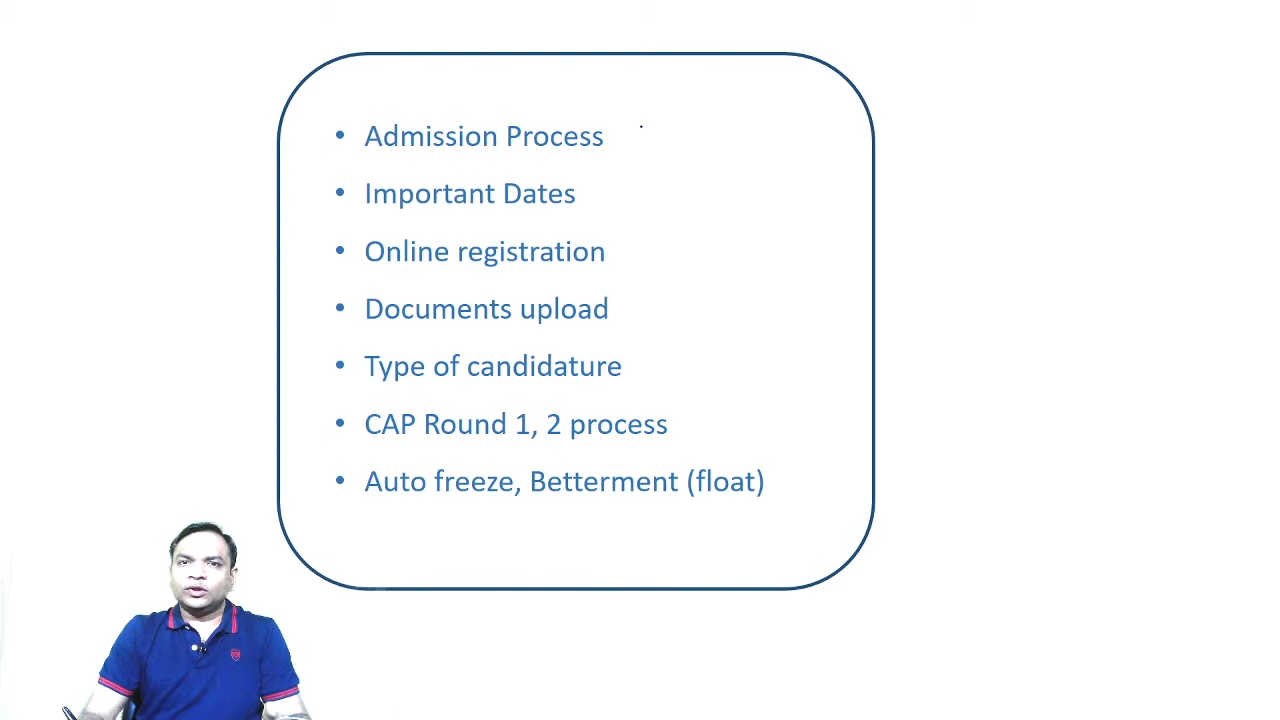 • Admission Process
• Important Dates
• Online registration
• Documents upload
• Type of candidature
• CAP Round 1, 2 process
• Auto freeze, Betterment (float)